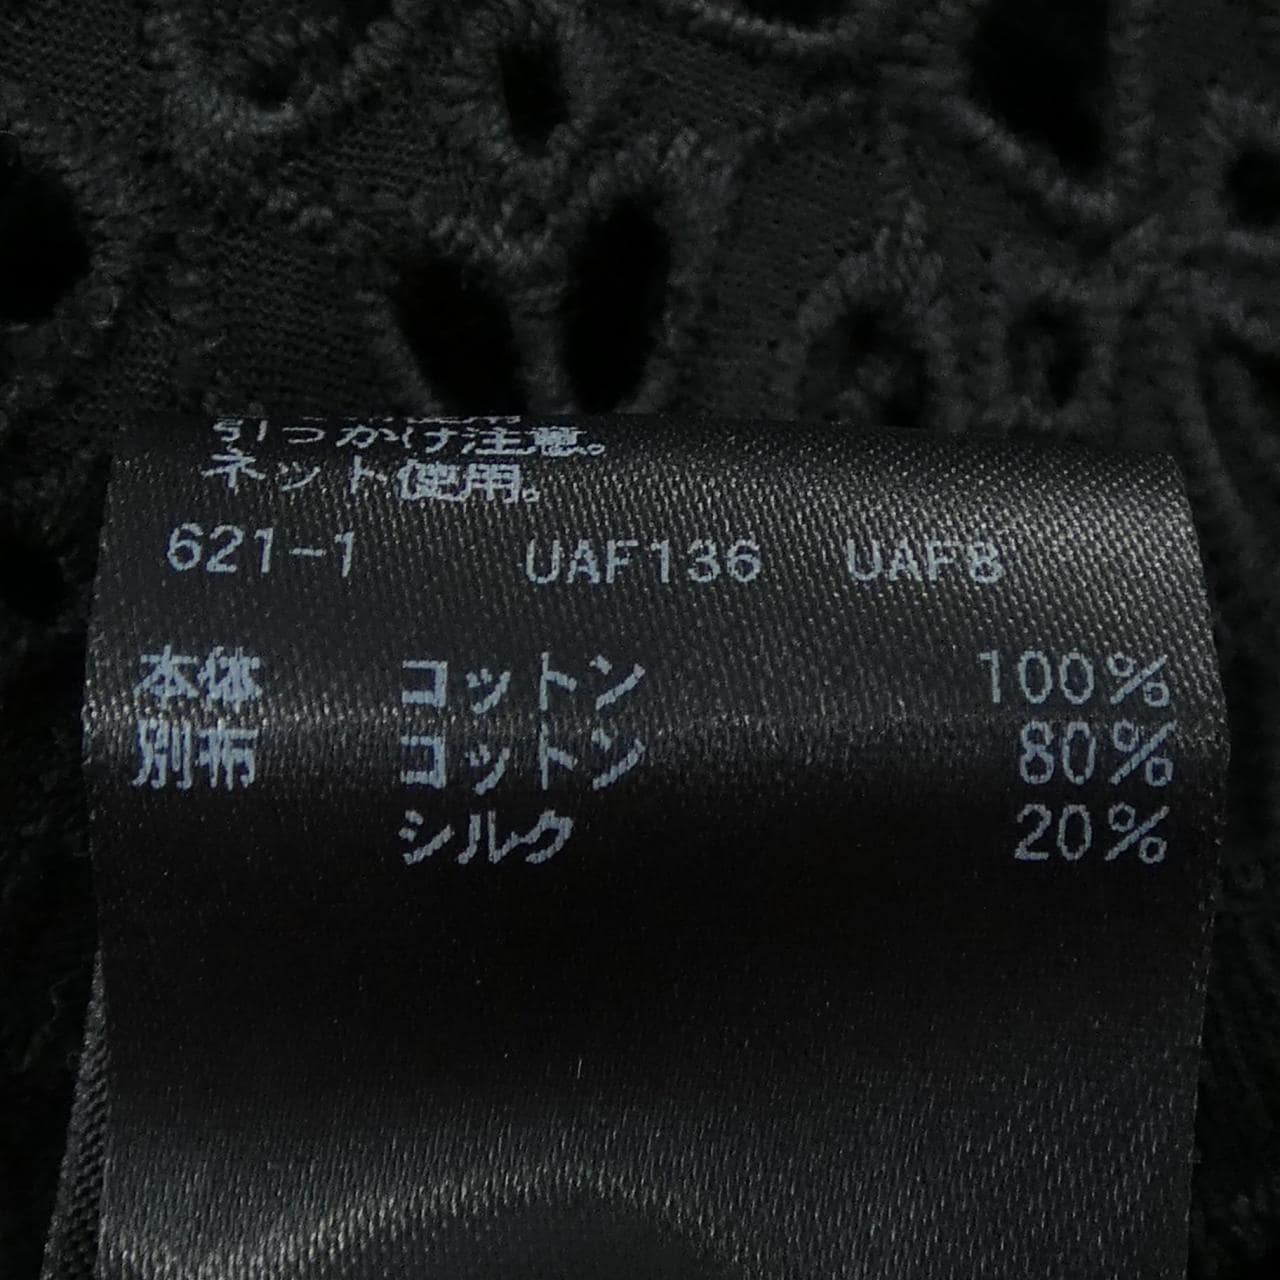 引っかけ注意。
ネット使用。
621-1 UAF136 UAF8
本体 コットン 100%
別布 コットン 80%
シルク 20%